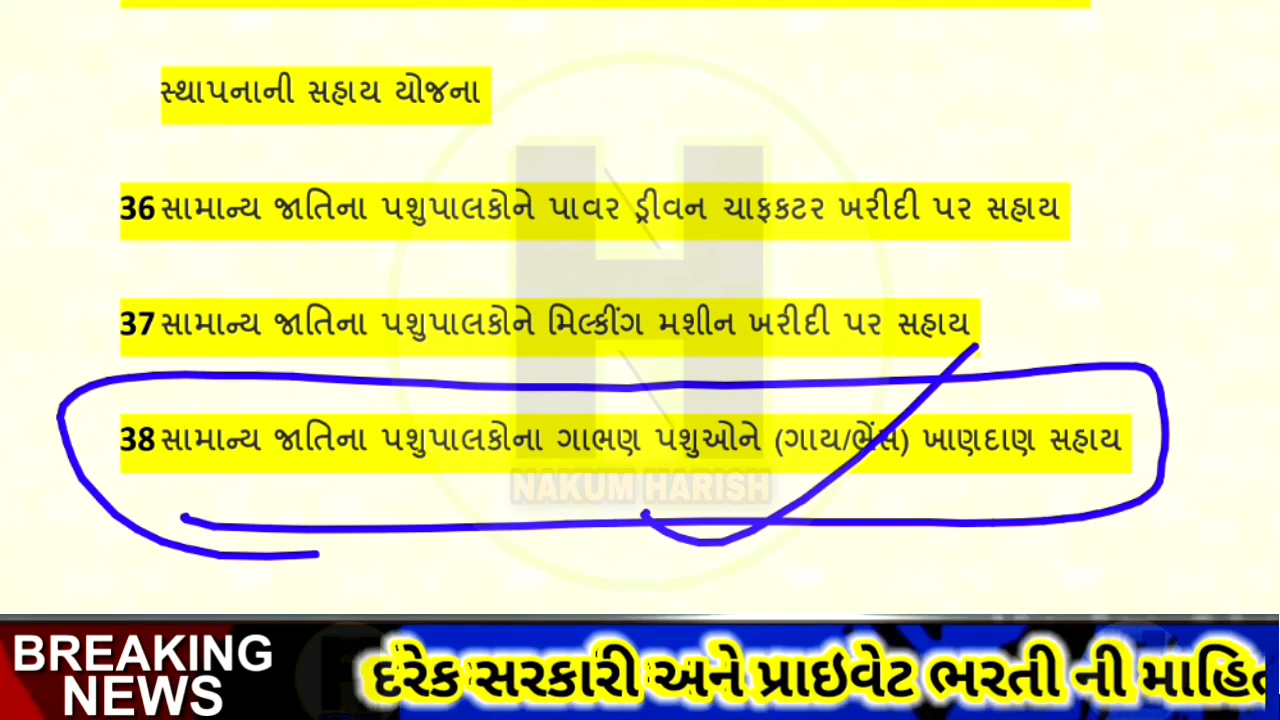 સ્થાપનાની સહાય યોજના
36 સામાન્ય જાતિના પશુપાલકોને પાવર ડ્રીવન ચાફકટર ખરીદી પર સહાય
37 સામાન્ય જાતિના પશુપાલકોને મિલ્કીંગ મશીન ખરીદી પર સહાય
38 સામાન્ય જાતિના પશુપાલકોના ગાભણ પશુઓને (ગાય/ભેંસ) ખાણદાણ સહાય
NAKUM HARISH
BREAKING
NEWS
દરેક સરકારી અને પ્રાઇવેટ ભરતી ની